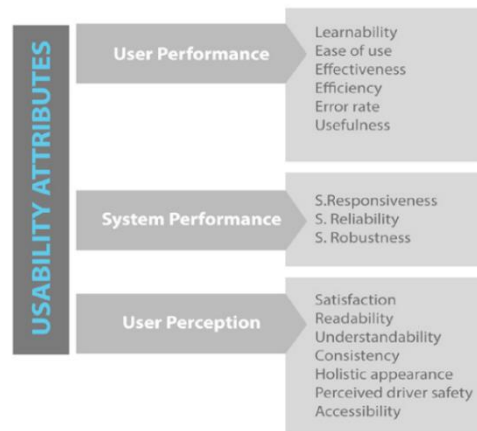 USABILITY ATTRIBUTES
User Performance
Learnability
Ease of use
Effectiveness
Efficiency
Error rate
Usefulness
System Performance
S.Responsiveness
S. Reliability
S. Robustness
User Perception
Satisfaction
Readability
Understandability
Consistency
Holistic appearance
Perceived driver safety
Accessibility